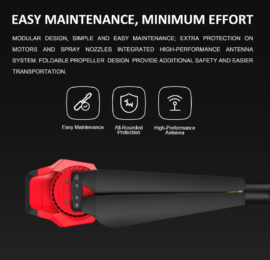 EASY MAINTENANCE, MINIMUM EFFORT
MODULAR DESIGN, SIMPLE AND EASY MAINTENANCE; EXTRA PROTECTION ON
MOTORS AND SPRAY NOZZLES INTEGRATED HIGH-PERFORMANCE ANTENNA
SYSTEM. FOLDABLE PROPELLER DESIGN PROVIDE ADDITIONAL SAFETY AND EASIER
TRANSPORTATION.
Easy Maintenance
All-Rounded
Protection
High-Preformance
Antenna